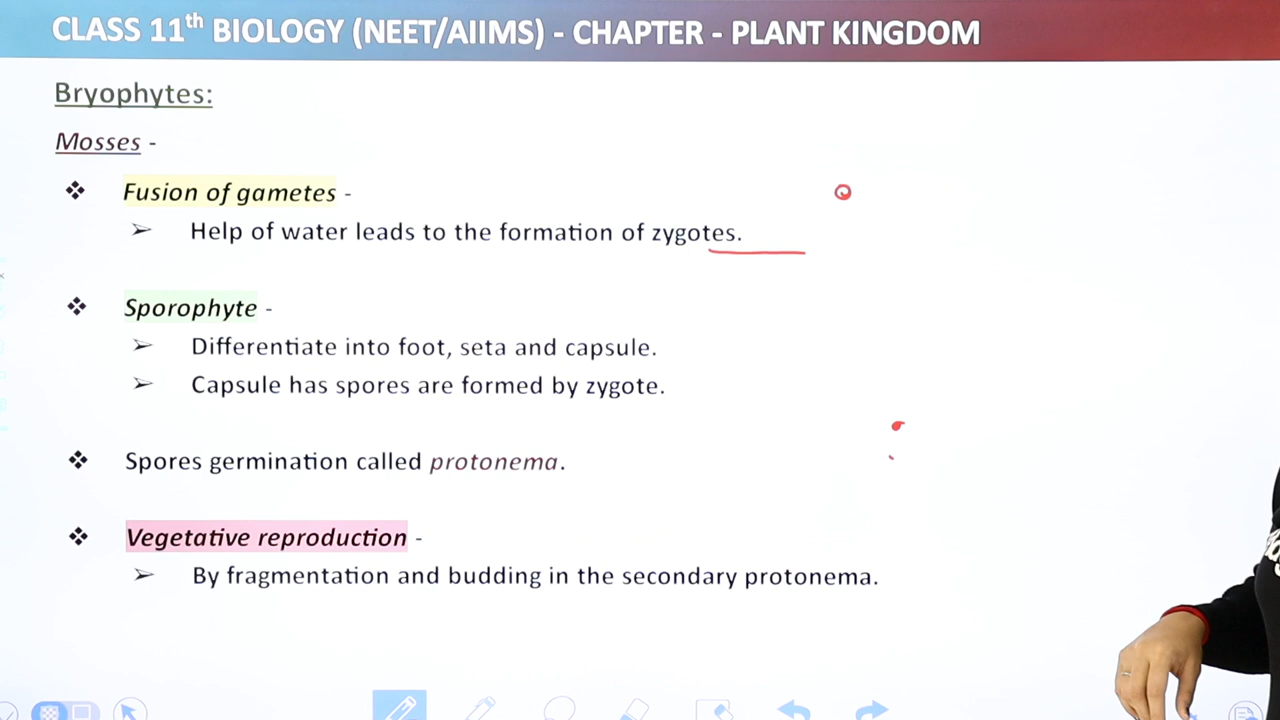 CLASS 11th BIOLOGY (NEET/AIIMS) - CHAPTER - PLANT KINGDOM
Bryophytes:
Mosses -
❖ Fusion of gametes -
➢ Help of water leads to the formation of zygotes.
❖ Sporophyte -
➢ Differentiate into foot, seta and capsule.
➢ Capsule has spores are formed by zygote.
❖ Spores germination called protonema.
❖ Vegetative reproduction -
➢ By fragmentation and budding in the secondary protonema.